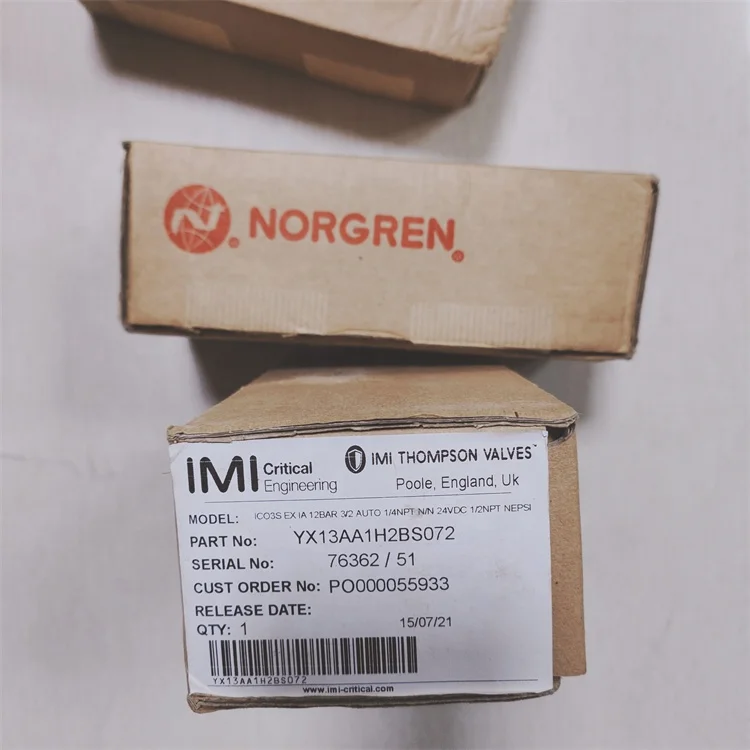 NORGREN
IMI Critical Engineering
IMI THOMPSON VALVES™
Poole, England, Uk
MODEL: ICO3S EX IA 12BAR 3/2 AUTO 1/4NPT N/N 24VDC 1/2NPT NEPSI
PART No: YX13AA1H2BS072
SERIAL No: 76362 / 51
CUST ORDER No: PO000055933
RELEASE DATE:
15/07/21
QTY: 1
YX13AA1H2BS072
www.imi-critical.com